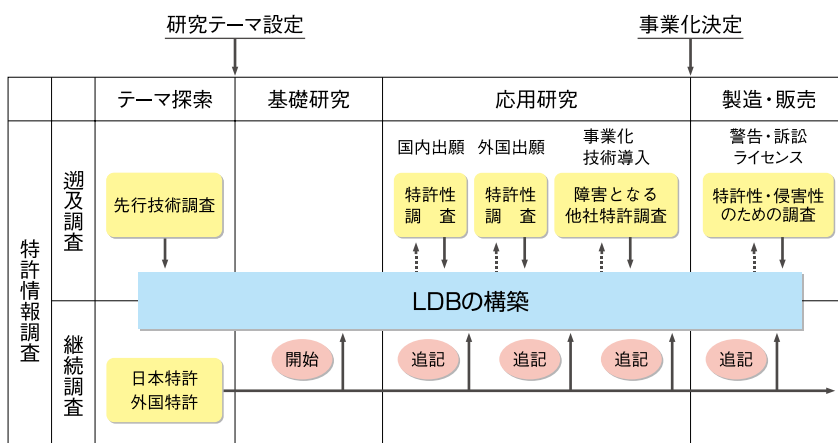 研究テーマ設定
事業化決定
テーマ探索
基礎研究
応用研究
製造・販売
特許情報調査
遡及調査
先行技術調査
国内出願
特許性
調 査
外国出願
特許性
調 査
事業化
技術導入
障害となる
他社特許調査
警告・訴訟
ライセンス
特許性・侵害性
のための調査
LDBの構築
継続調査
日本特許
外国特許
開始
追記
追記
追記
追記